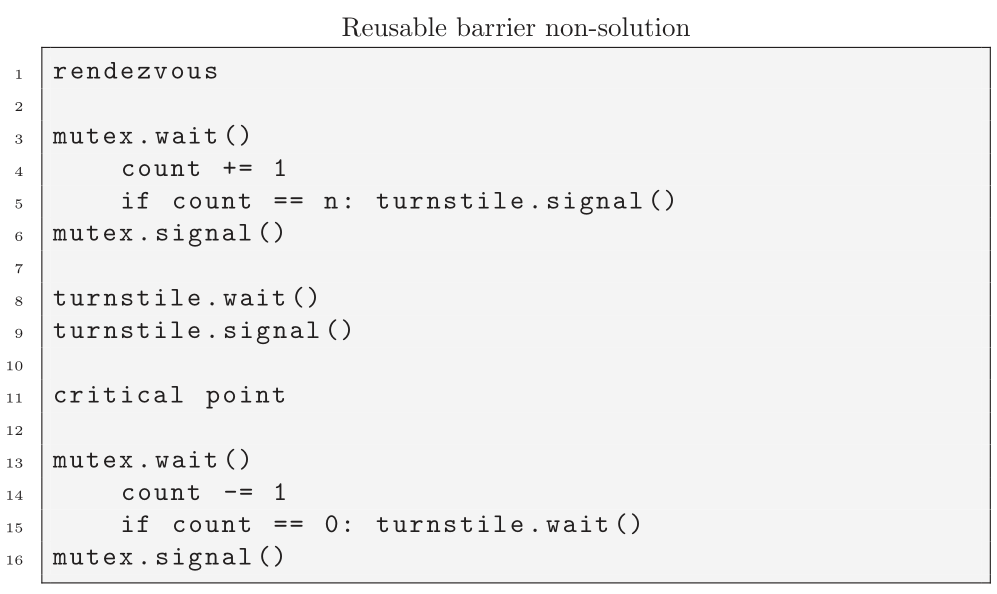 Reusable barrier non-solution
1 rendezvous
2
3 mutex.wait()
4     count += 1
5     if count == n: turnstile.signal()
6 mutex.signal()
7
8 turnstile.wait()
9 turnstile.signal()
10
11 critical point
12
13 mutex.wait()
14     count -= 1
15     if count == 0: turnstile.wait()
16 mutex.signal()